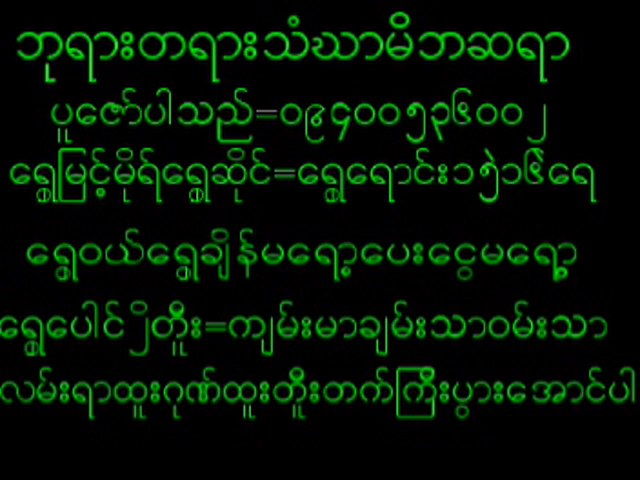 ဘုရားတရားသံဃာမိဘဆရာ
ပူဇော်ပါသည်=၀၉၄၀၀၅၃၆၀၀၂
ရွှေမြင့်မိုရ်ရွှေဆိုင်=ရွှေရောင်း၁၅ဲ၁၆ဲရေ
ရွှေဝယ်ရွှေချိန်မရော့ပေးငွေမရော့
ရွှေပေါင်၂ိတိူး=ကျမ်းမာချမ်းသာဝမ်းသာ
လမ်းရာထူးဂုဏ်ထူးတိူးတက်ကြီးပွားအောင်ပါ